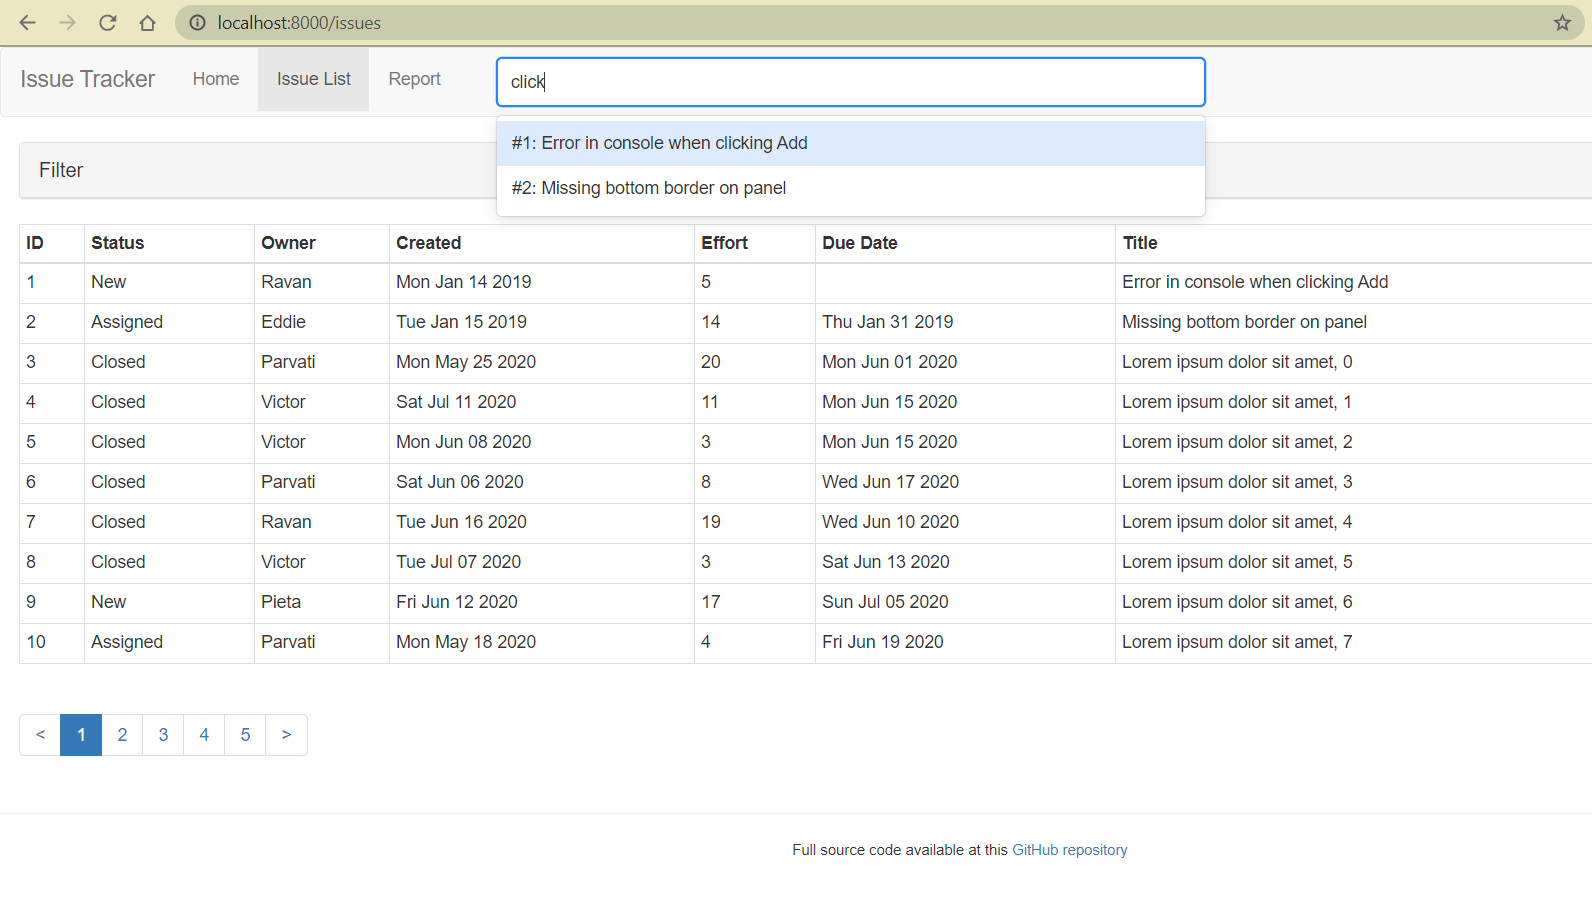 localhost:8000/issues
Issue Tracker Home Issue List Report click
#1: Error in console when clicking Add
Filter
#2: Missing bottom border on panel
ID Status Owner Created Effort Due Date Title
1 New Ravan Mon Jan 14 2019 5 Error in console when clicking Add
2 Assigned Eddie Tue Jan 15 2019 14 Thu Jan 31 2019 Missing bottom border on panel
3 Closed Parvati Mon May 25 2020 20 Mon Jun 01 2020 Lorem ipsum dolor sit amet, 0
4 Closed Victor Sat Jul 11 2020 11 Mon Jun 15 2020 Lorem ipsum dolor sit amet, 1
5 Closed Victor Mon Jun 08 2020 3 Mon Jun 15 2020 Lorem ipsum dolor sit amet, 2
6 Closed Parvati Sat Jun 06 2020 8 Wed Jun 17 2020 Lorem ipsum dolor sit amet, 3
7 Closed Ravan Tue Jun 16 2020 19 Wed Jun 10 2020 Lorem ipsum dolor sit amet, 4
8 Closed Victor Tue Jul 07 2020 3 Sat Jun 13 2020 Lorem ipsum dolor sit amet, 5
9 New Pieta Fri Jun 12 2020 17 Sun Jul 05 2020 Lorem ipsum dolor sit amet, 6
10 Assigned Parvati Mon May 18 2020 4 Fri Jun 19 2020 Lorem ipsum dolor sit amet, 7
< 1 2 3 4 5 >
Full source code available at this GitHub repository